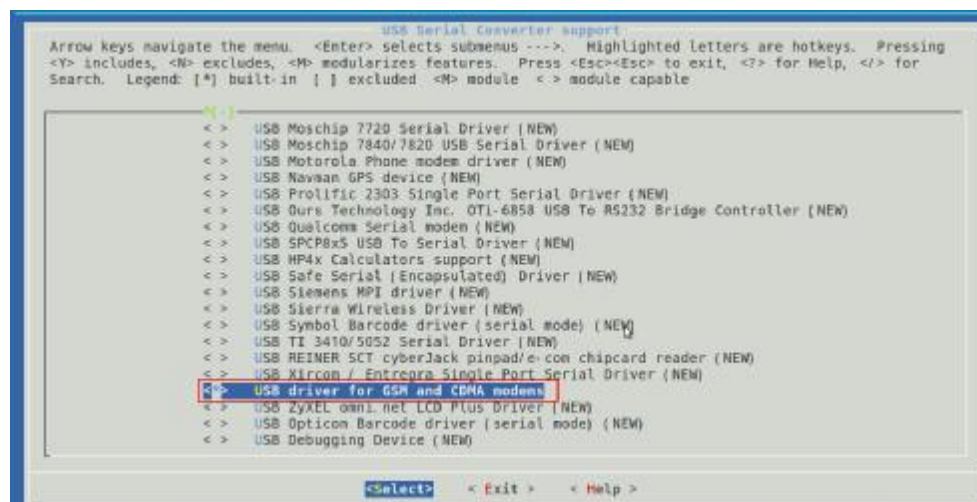 USB Serial Converter support
Arrow keys navigate the menu. <Enter> selects submenus --->. Highlighted letters are hotkeys. Pressing
<Y> includes, <N> excludes, <M> modularizes features. Press <Esc><Esc> to exit, <?> for Help, </> for
Search. Legend: [*] built-in [ ] excluded <M> module < > module capable
^(-)
< > USB Moschip 7720 Serial Driver (NEW)
< > USB Moschip 7840/7820 USB Serial Driver (NEW)
< > USB Motorola Phone modem driver (NEW)
< > USB Navman GPS device (NEW)
< > USB Prolific 2303 Single Port Serial Driver (NEW)
< > USB Ours Technology Inc. OTi-6858 USB To RS232 Bridge Controller (NEW)
< > USB Qualcomm Serial modem (NEW)
< > USB SPCP8x5 USB To Serial Driver (NEW)
< > USB HP4x Calculators support (NEW)
< > USB Safe Serial (Encapsulated) Driver (NEW)
< > USB Siemens MPI driver (NEW)
< > USB Sierra Wireless Driver (NEW)
< > USB Symbol Barcode driver (serial mode) (NEW)
< > USB TI 3410/5052 Serial Driver (NEW)
< > USB REINER SCT cyberJack pinpad/e-com chipcard reader (NEW)
< > USB Xircom / Entregra Single Port Serial Driver (NEW)
<*> USB driver for GSM and CDMA modems
< > USB ZyXEL omni.net LCD Plus Driver (NEW)
< > USB Opticon Barcode driver (serial mode) (NEW)
< > USB Debugging Device (NEW)
<Select> < Exit > < Help >